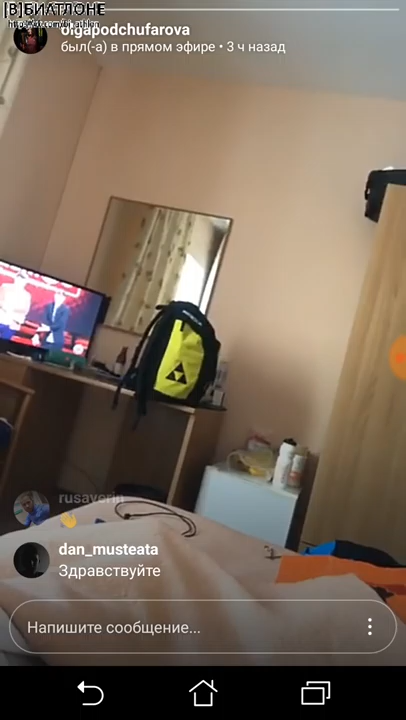 |B|БИАТЛОНЕ
olgapodchufarova
был(-а) в прямом эфире • 3 ч назад
rusaverin
dan_musteata
Здравствуйте
Напишите сообщение...